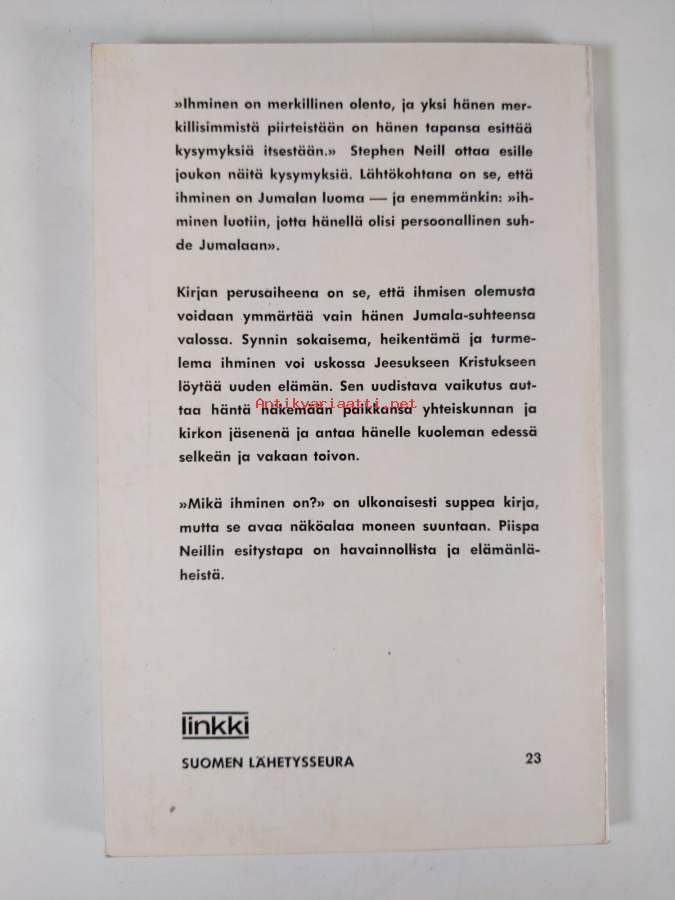 »Ihminen on merkillinen olento, ja yksi hänen mer-
killisimmistä piirteistään on hänen tapansa esittää
kysymyksiä itsestään.» Stephen Neill ottaa esille
joukon näitä kysymyksiä. Lähtökohtana on se, että
ihminen on Jumalan luoma — ja enemmänkin: »ih-
minen luotiin, jotta hänellä olisi persoonallinen suh-
de Jumalaan».
Kirjan perusaiheena on se, että ihmisen olemusta
voidaan ymmärtää vain hänen Jumala-suhteensa
valossa. Synnin sokaisema, heikentämä ja turme-
lema ihminen voi uskossa Jeesukseen Kristukseen
löytää uuden elämän. Sen uudistava vaikutus aut-
taa häntä hakemaan paikkansa yhteiskunnan ja
Antikvariaatti.net
kirkon jäsenenä ja antaa hänelle kuoleman edessä
selkeän ja vakaan toivon.
»Mikä ihminen on?» on ulkonaisesti suppea kirja,
mutta se avaa näköalaa moneen suuntaan. Piispa
Neillin esitystapa on havainnollista ja elämänlä-
heistä.
linkki
SUOMEN LÄHETYSSEURA 23